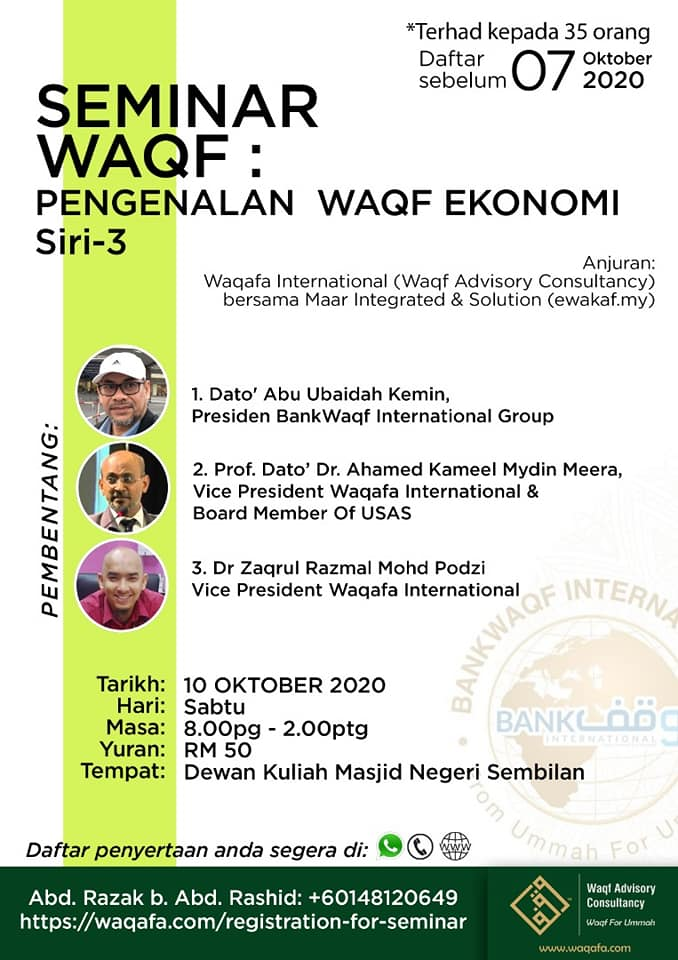 *Terhad kepada 35 orang
Daftar sebelum 07 Oktober 2020
SEMINAR
WAQF :
PENGENALAN WAQF EKONOMI
Siri-3
Anjuran:
Waqafa International (Waqf Advisory Consultancy)
bersama Maar Integrated & Solution (ewakaf.my)
PEMBENTANG:
1. Dato' Abu Ubaidah Kemin,
Presiden BankWaqf International Group
2. Prof. Dato’ Dr. Ahamed Kameel Mydin Meera,
Vice President Waqafa International &
Board Member Of USAS
3. Dr Zaqrul Razmal Mohd Podzi
Vice President Waqafa International
BANKWAQF INTERNA
BANK وقف
INTERNATIONAL
rom Ummah For U
Tarikh: 10 OKTOBER 2020
Hari: Sabtu
Masa: 8.00pg - 2.00ptg
Yuran: RM 50
Tempat: Dewan Kuliah Masjid Negeri Sembilan
Daftar penyertaan anda segera di:
WWW
Abd. Razak b. Abd. Rashid: +60148120649
https://waqafa.com/registration-for-seminar
Waqf Advisory
Consultancy
Waqf For Ummah
www.waqafa.com